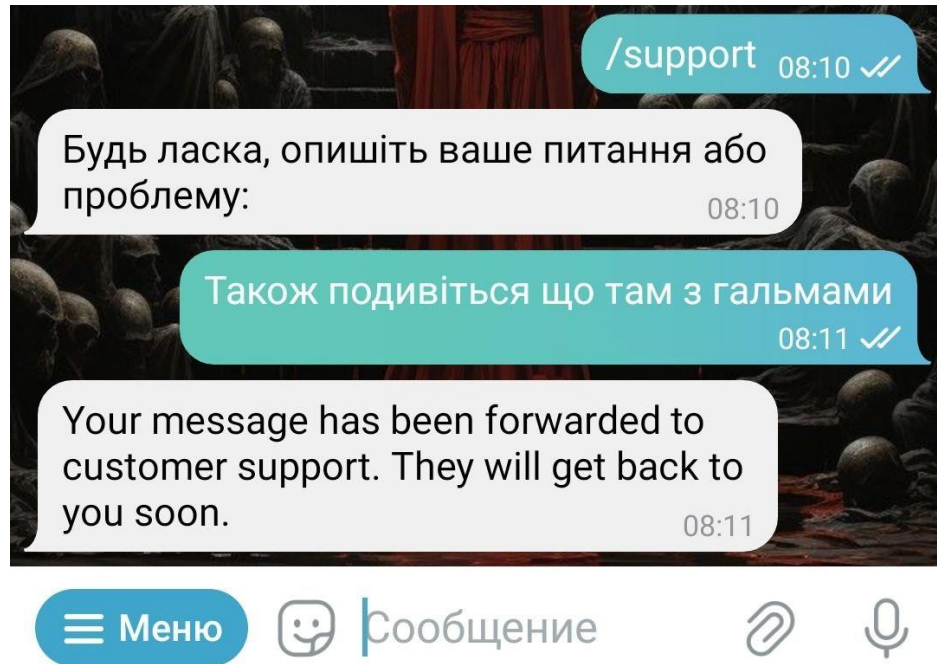 /support 08:10
Будь ласка, опишіть ваше питання або
проблему:
08:10
Також подивіться що там з гальмами
08:11
Your message has been forwarded to
customer support. They will get back to
you soon.
08:11
Меню Сообщение